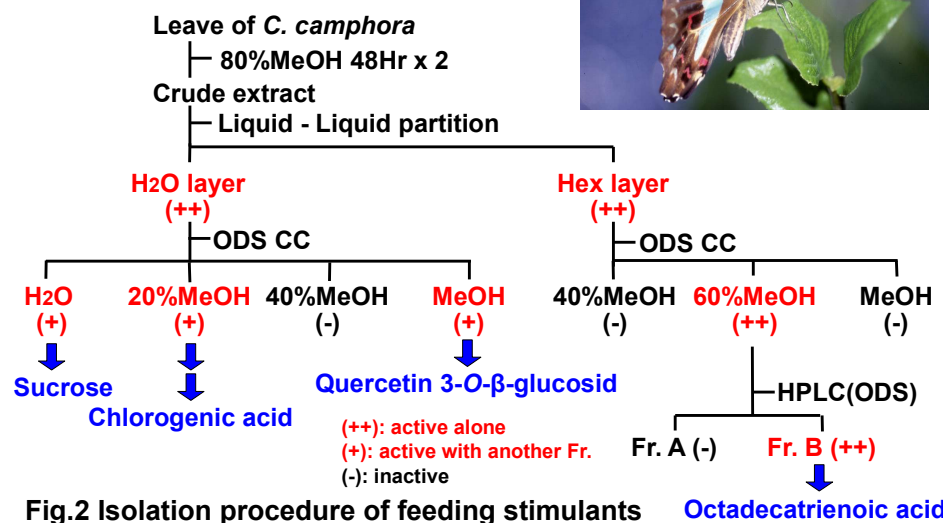 Leave of C. camphora
80%MeOH 48Hr x 2
Crude extract
Liquid - Liquid partition
H2O layer Hex layer
(++) (++)
ODS CC ODS CC
H2O 20%MeOH 40%MeOH MeOH 40%MeOH 60%MeOH MeOH
(+) (+) (-) (+) (-) (++) (-)
Sucrose Quercetin 3-O-β-glucosid
HPLC(ODS)
Chlorogenic acid
(++): active alone
(+): active with another Fr.
(-): inactive
Fr. A (-) Fr. B (++)
Fig.2 Isolation procedure of feeding stimulants
Octadecatrienoic acid